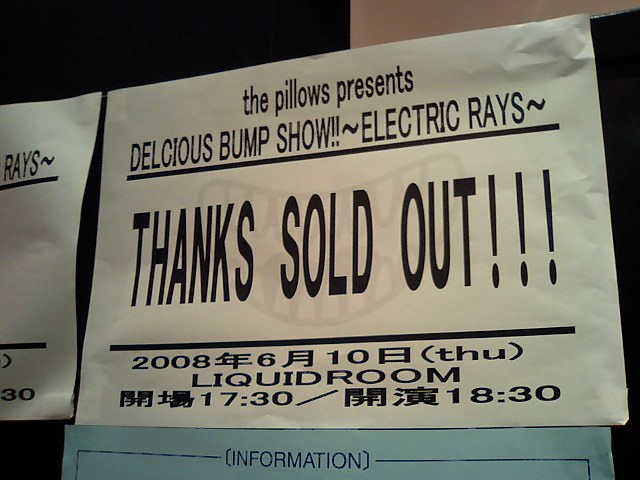 the pillows presents
DELCIOUS BUMP SHOW!!~ELECTRIC RAYS~
THANKS SOLD OUT!!!
2008年6月10日(thu)
LIQUIDROOM
開場17:30／開演18:30
RAYS~
)
30
〔INFORMATION〕